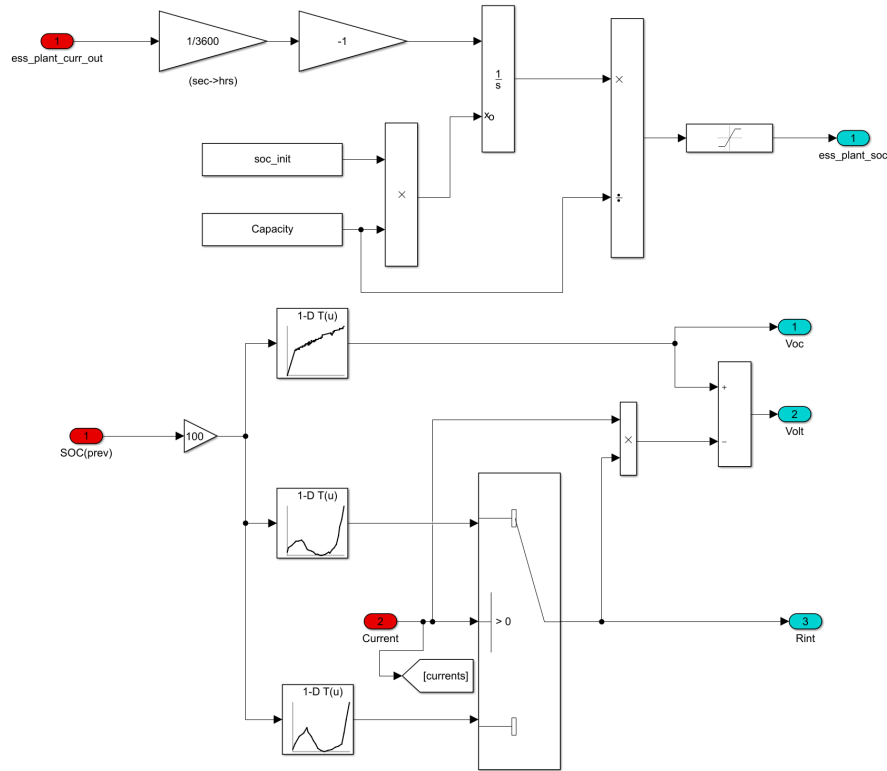 1
ess_plant_curr_out
1/3600
(sec->hrs)
-1
1
s
xo
soc_init
Capacity
×
×
÷
1
ess_plant_soc
1-D T(u)
1
Voc
+
−
2
Volt
1
SOC(prev)
100
×
1-D T(u)
2
Current
> 0
[currents]
3
Rint
1-D T(u)